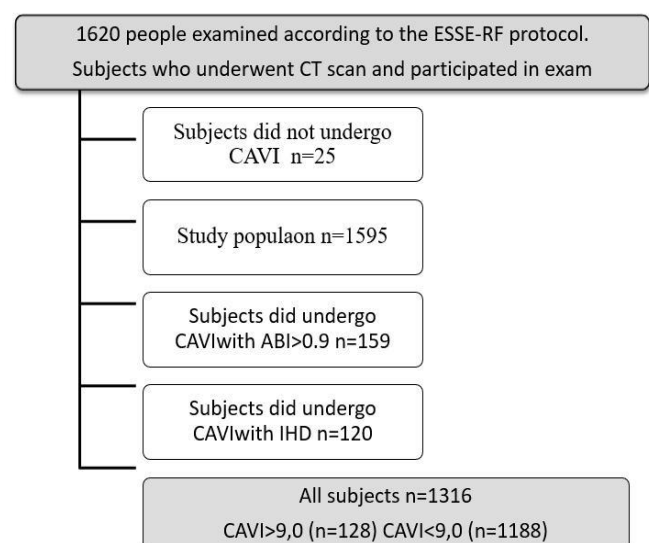 1620 people examined according to the ESSE-RF protocol.
Subjects who underwent CT scan and participated in exam
Subjects did not undergo
CAVI n=25
Study populaon n=1595
Subjects did undergo
CAVIwith ABI>0.9 n=159
Subjects did undergo
CAVIwith IHD n=120
All subjects n=1316
CAVI>9,0 (n=128) CAVI<9,0 (n=1188)